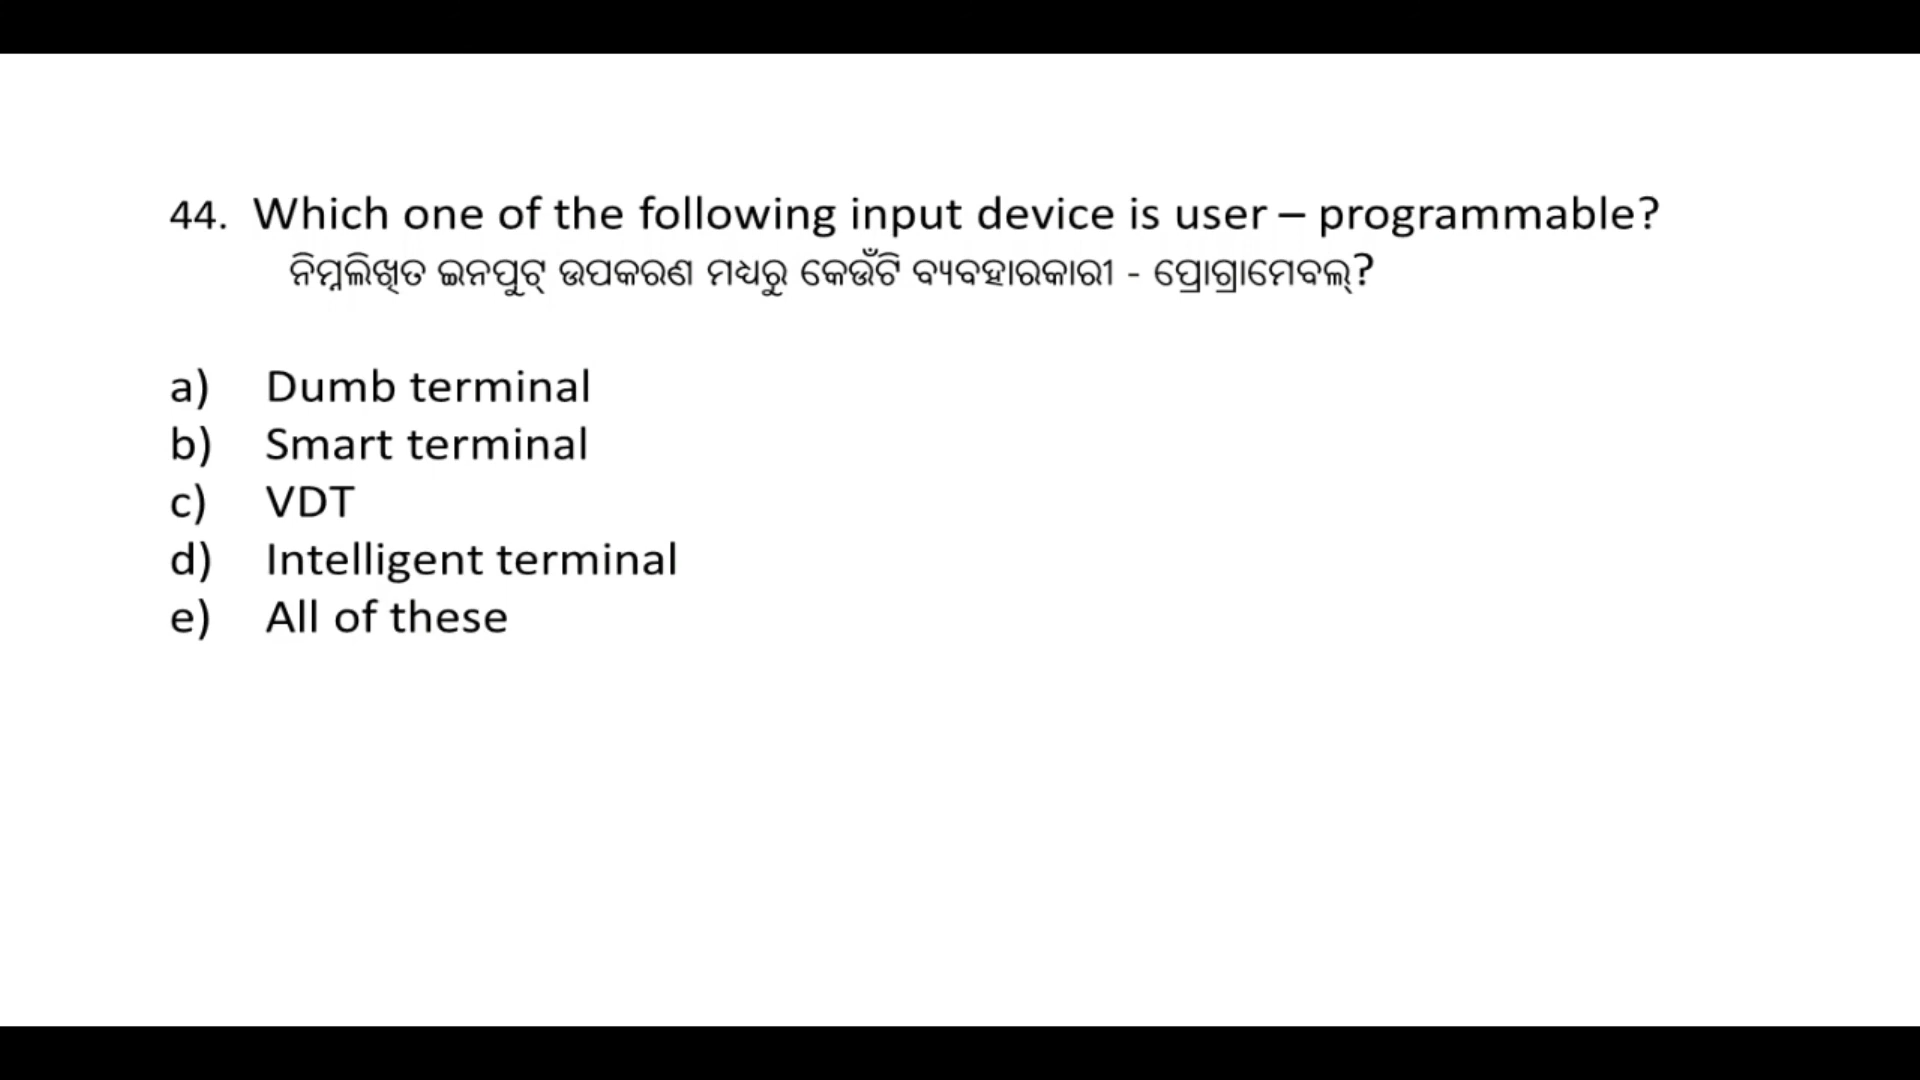 44. Which one of the following input device is user – programmable?
ନିମ୍ନଲିଖିତ ଇନପୁଟ୍ ଉପକରଣ ମଧ୍ୟରୁ କେଉଁଟି ବ୍ୟବହାରକାରୀ - ପ୍ରୋଗ୍ରାମେବଲ୍?
a) Dumb terminal
b) Smart terminal
c) VDT
d) Intelligent terminal
e) All of these